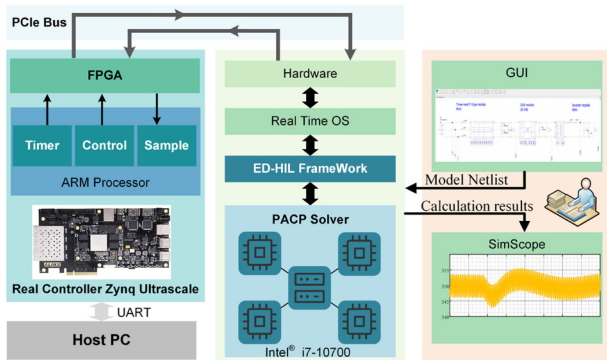 PCIe Bus
FPGA
Timer
Control
Sample
ARM Processor
Real Controller Zynq Ultrascale
UART
Host PC
Hardware
Real Time OS
ED-HIL FrameWork
PACP Solver
Intel® i7-10700
GUI
Model Netlist
Calculation results
SimScope